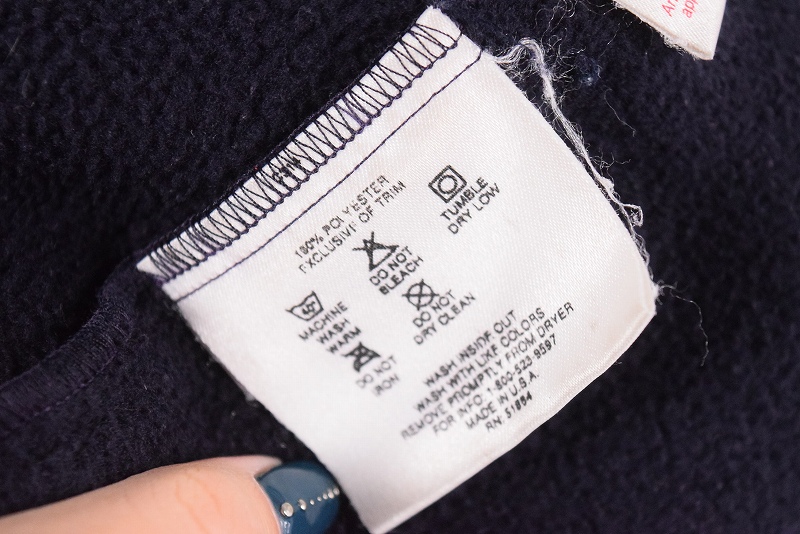 100% POLYESTER
EXCLUSIVE OF TRIM
MACHINE
WASH
WARM
DO NOT
BLEACH
TUMBLE
DRY LOW
DO NOT
IRON
DO NOT
DRY CLEAN
WASH INSIDE OUT
WASH WITH LIKE COLORS
REMOVE PROMPTLY FROM DRYER
FOR INFO: 1-800-523-9597
MADE IN U.S.A.
RN: 51884